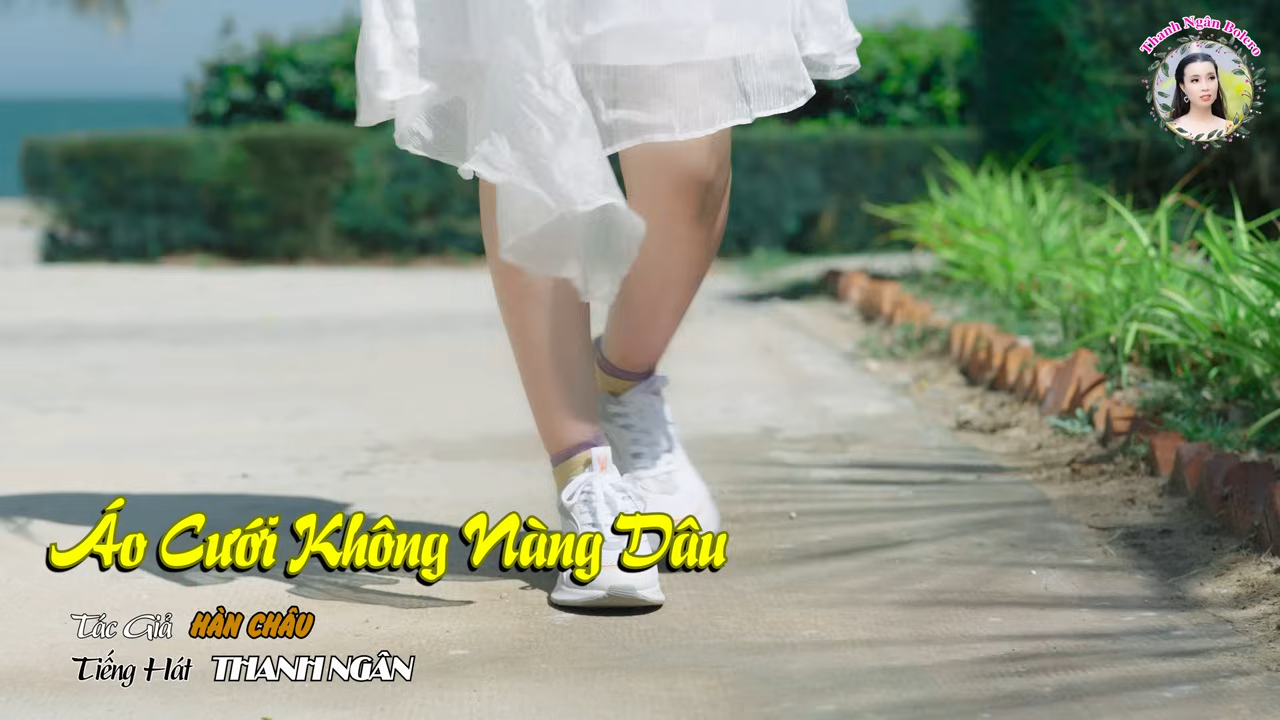 Thanh Ngân Bolero
Áo Cưới Không Nàng Dâu
Tác Giả HÀN CHÂU
Tiếng Hát THANH NGÂN